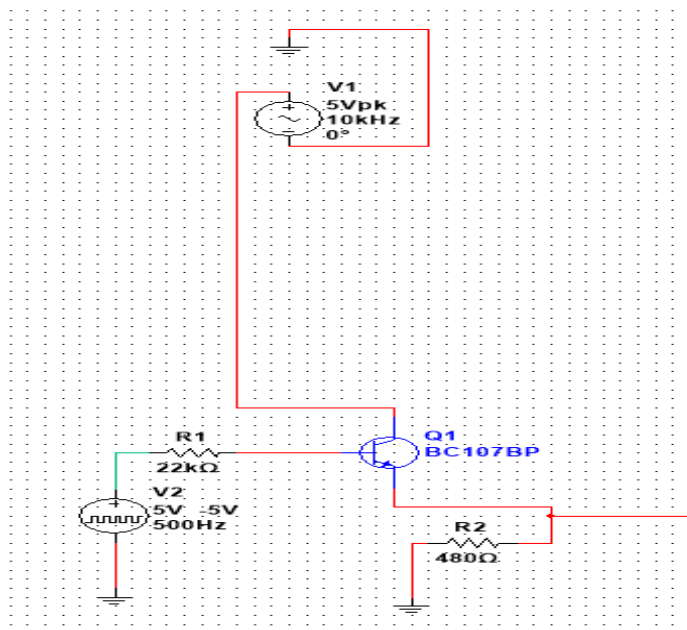 V1
5Vpk
10kHz
0°
Q1
BC107BP
R1
22kΩ
V2
5V -5V
500Hz
R2
480Ω